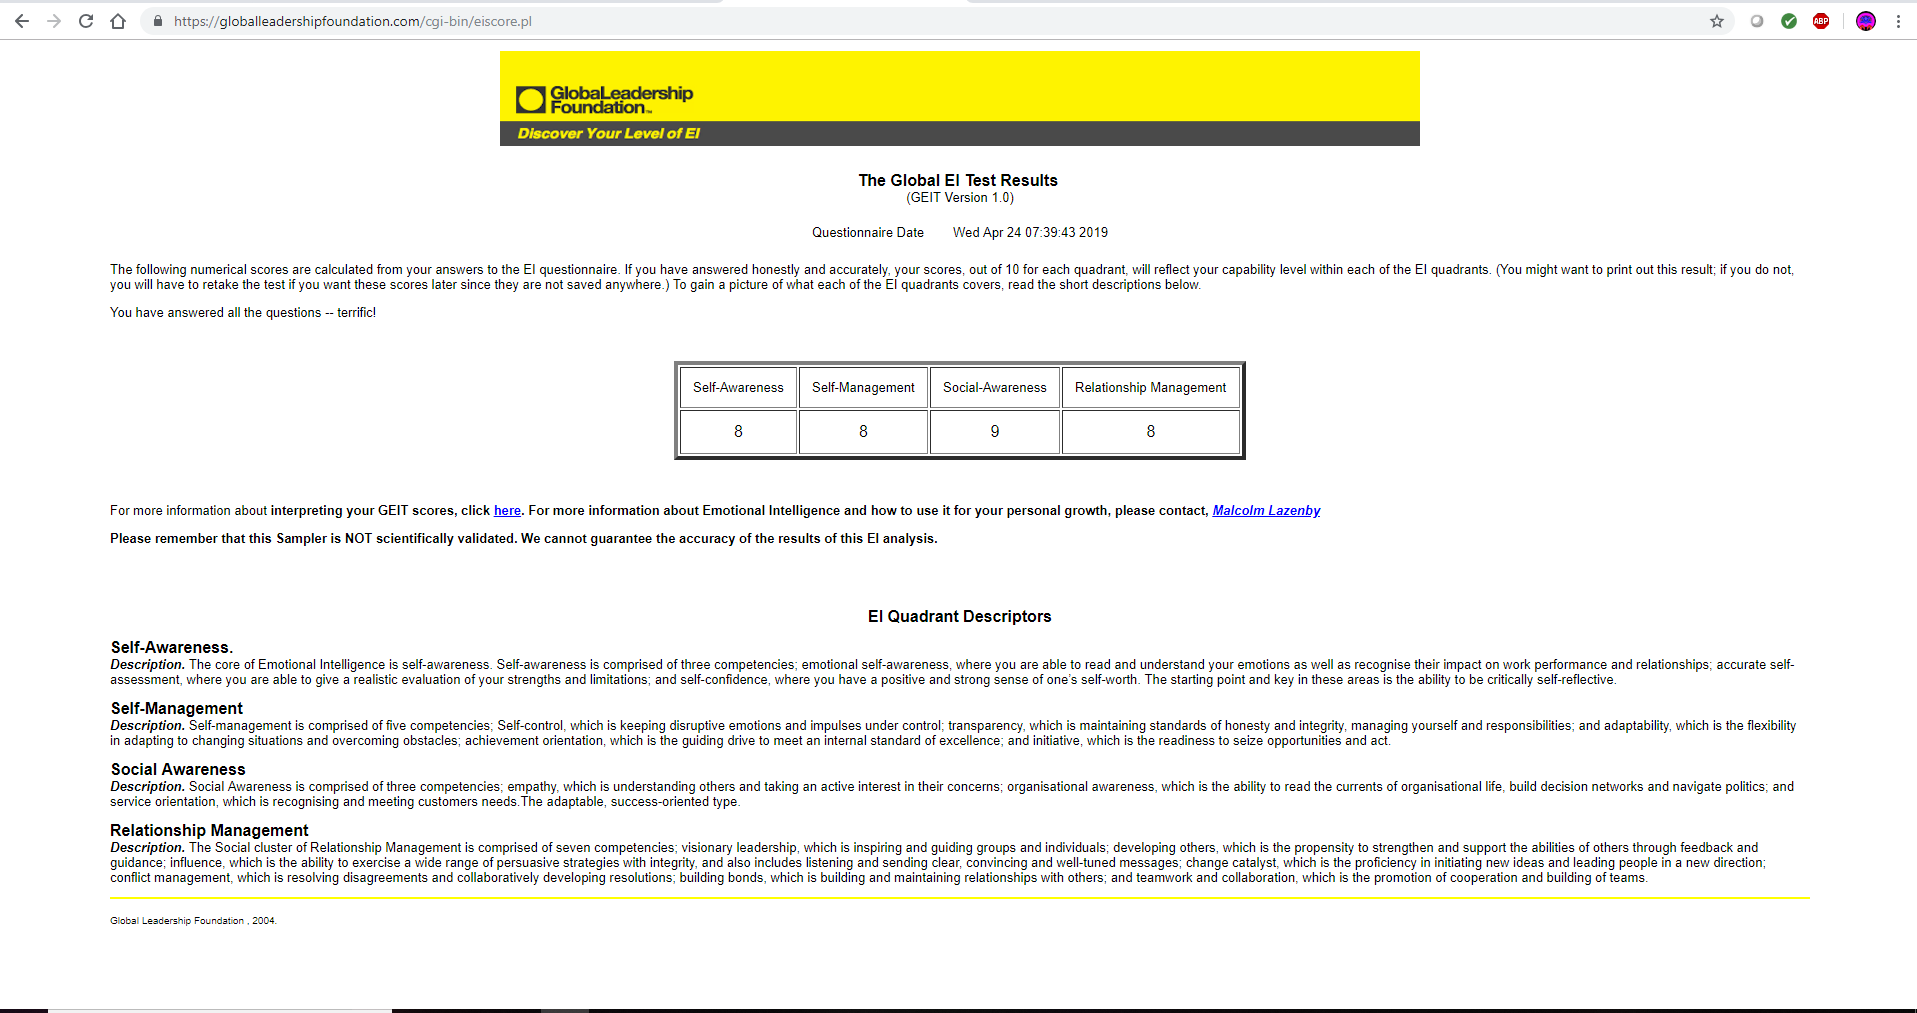 https://globalleadershipfoundation.com/cgi-bin/eiscore.pl
ABP
GlobaLeadership
Foundation™
Discover Your Level of EI
The Global EI Test Results
(GEIT Version 1.0)
Questionnaire Date Wed Apr 24 07:39:43 2019
The following numerical scores are calculated from your answers to the EI questionnaire. If you have answered honestly and accurately, your scores, out of 10 for each quadrant, will reflect your capability level within each of the EI quadrants. (You might want to print out this result; if you do not,
you will have to retake the test if you want these scores later since they are not saved anywhere.) To gain a picture of what each of the EI quadrants covers, read the short descriptions below.
You have answered all the questions -- terrific!
Self-Awareness Self-Management Social-Awareness Relationship Management
8 8 9 8
For more information about interpreting your GEIT scores, click here. For more information about Emotional Intelligence and how to use it for your personal growth, please contact, Malcolm Lazenby
Please remember that this Sampler is NOT scientifically validated. We cannot guarantee the accuracy of the results of this EI analysis.
EI Quadrant Descriptors
Self-Awareness.
Description. The core of Emotional Intelligence is self-awareness. Self-awareness is comprised of three competencies; emotional self-awareness, where you are able to read and understand your emotions as well as recognise their impact on work performance and relationships; accurate self-
assessment, where you are able to give a realistic evaluation of your strengths and limitations; and self-confidence, where you have a positive and strong sense of one's self-worth. The starting point and key in these areas is the ability to be critically self-reflective.
Self-Management
Description. Self-management is comprised of five competencies; Self-control, which is keeping disruptive emotions and impulses under control; transparency, which is maintaining standards of honesty and integrity, managing yourself and responsibilities; and adaptability, which is the flexibility
in adapting to changing situations and overcoming obstacles; achievement orientation, which is the guiding drive to meet an internal standard of excellence; and initiative, which is the readiness to seize opportunities and act.
Social Awareness
Description. Social Awareness is comprised of three competencies; empathy, which is understanding others and taking an active interest in their concerns; organisational awareness, which is the ability to read the currents of organisational life, build decision networks and navigate politics; and
service orientation, which is recognising and meeting customers needs.The adaptable, success-oriented type.
Relationship Management
Description. The Social cluster of Relationship Management is comprised of seven competencies; visionary leadership, which is inspiring and guiding groups and individuals; developing others, which is the propensity to strengthen and support the abilities of others through feedback and
guidance; influence, which is the ability to exercise a wide range of persuasive strategies with integrity, and also includes listening and sending clear, convincing and well-tuned messages; change catalyst, which is the proficiency in initiating new ideas and leading people in a new direction;
conflict management, which is resolving disagreements and collaboratively developing resolutions; building bonds, which is building and maintaining relationships with others; and teamwork and collaboration, which is the promotion of cooperation and building of teams.
Global Leadership Foundation , 2004.